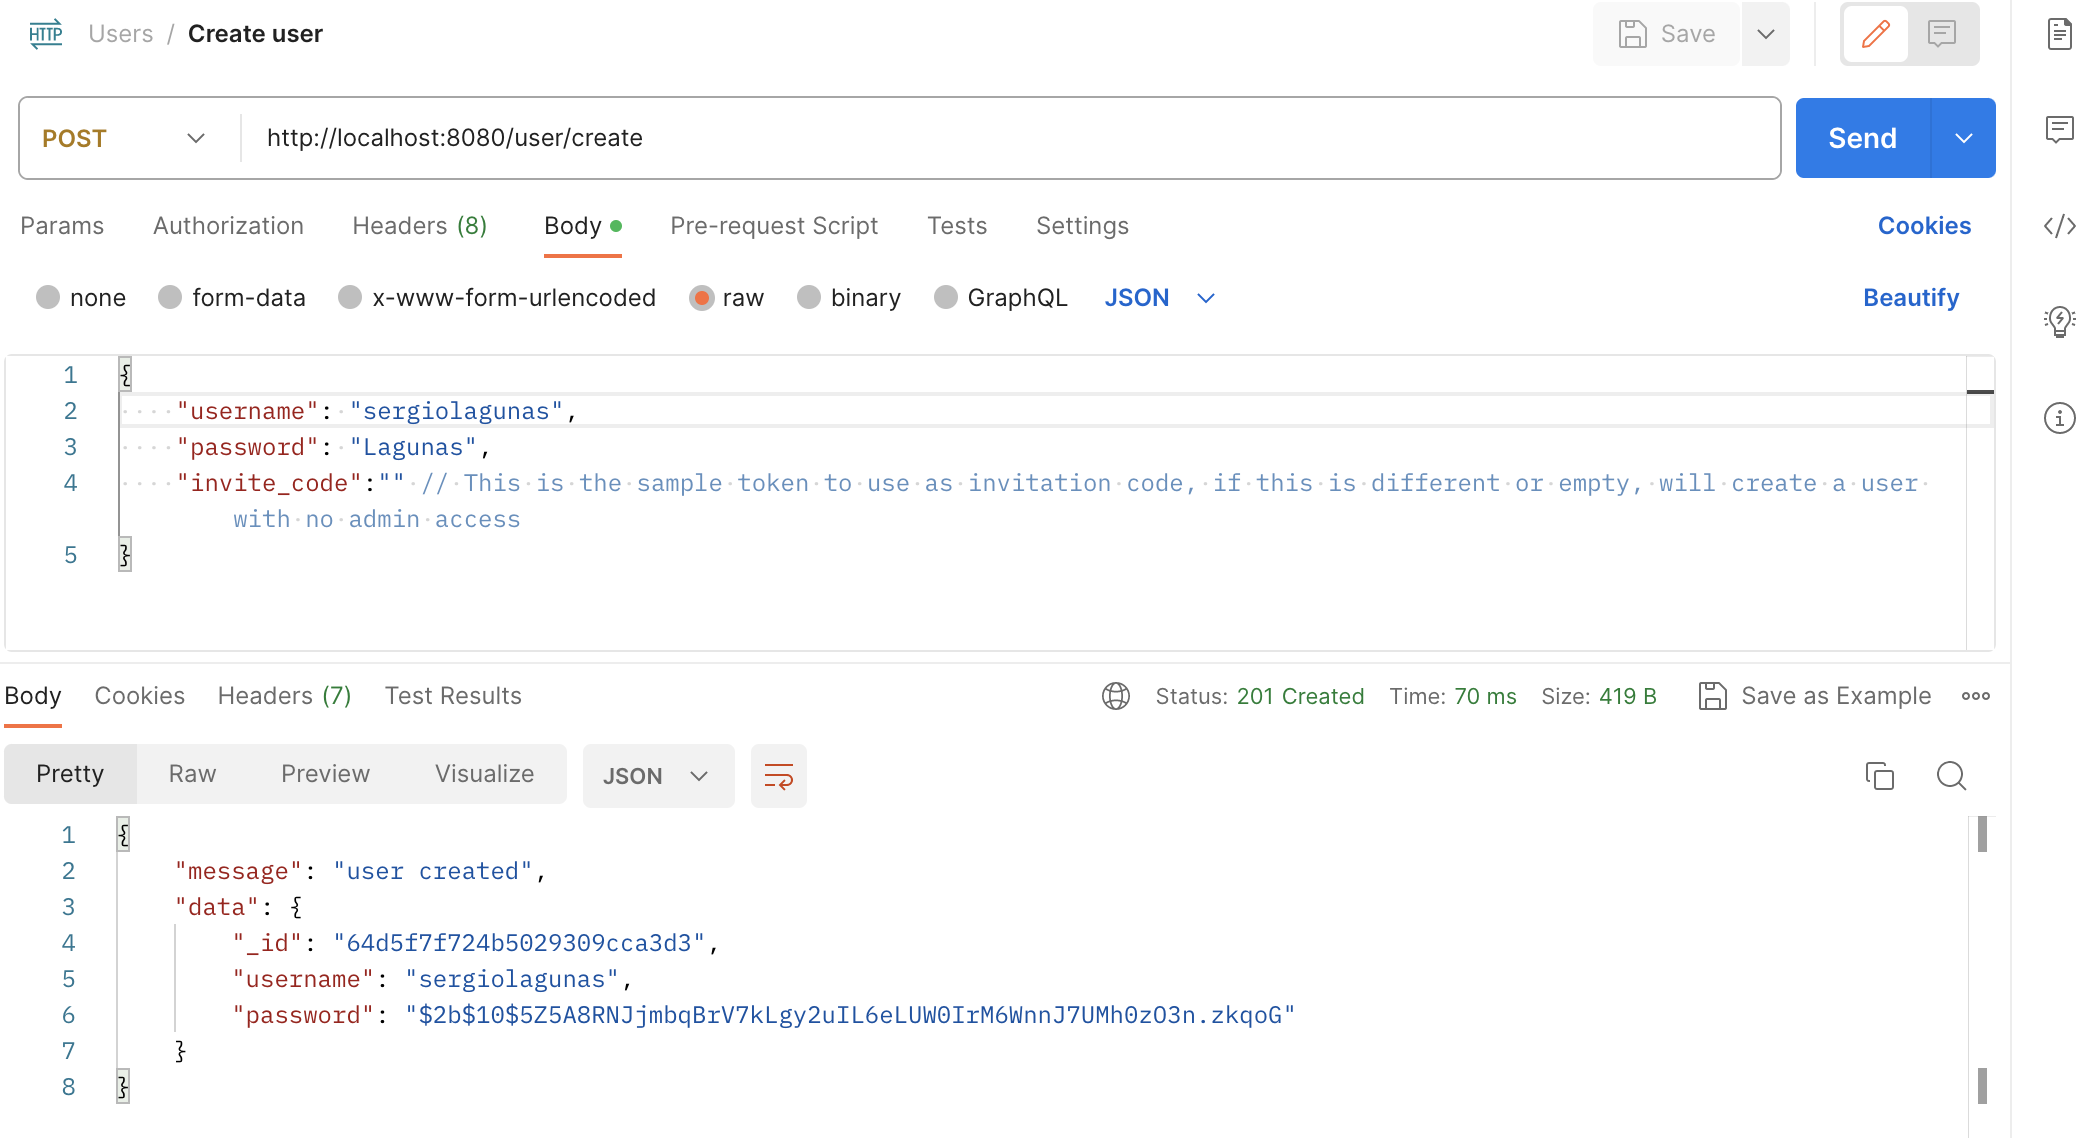 HTTP Users / Create user Save
POST http://localhost:8080/user/create Send
Params Authorization Headers (8) Body Pre-request Script Tests Settings Cookies
none form-data x-www-form-urlencoded raw binary GraphQL JSON Beautify
1 {
2 "username": "sergiolagunas",
3 "password": "Lagunas",
4 "invite_code":"" // This is the sample token to use as invitation code, if this is different or empty, will create a user
with no admin access
5 }
Body Cookies Headers (7) Test Results Status: 201 Created Time: 70 ms Size: 419 B Save as Example
Pretty Raw Preview Visualize JSON
1 {
2 "message": "user created",
3 "data": {
4 "_id": "64d5f7f724b5029309cca3d3",
5 "username": "sergiolagunas",
6 "password": "$2b$10$5Z5A8RNJjmbqBrV7kLgy2uIL6eLUW0IrM6WnnJ7UMh0zO3n.zkqoG"
7 }
8 }